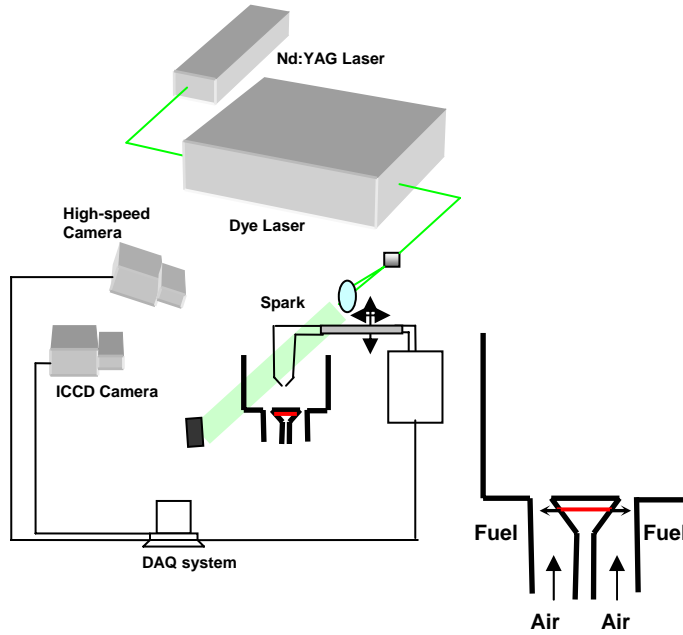 Nd:YAG Laser
High-speed
Camera
Dye Laser
Spark
ICCD Camera
DAQ system
Fuel
Fuel
Air
Air